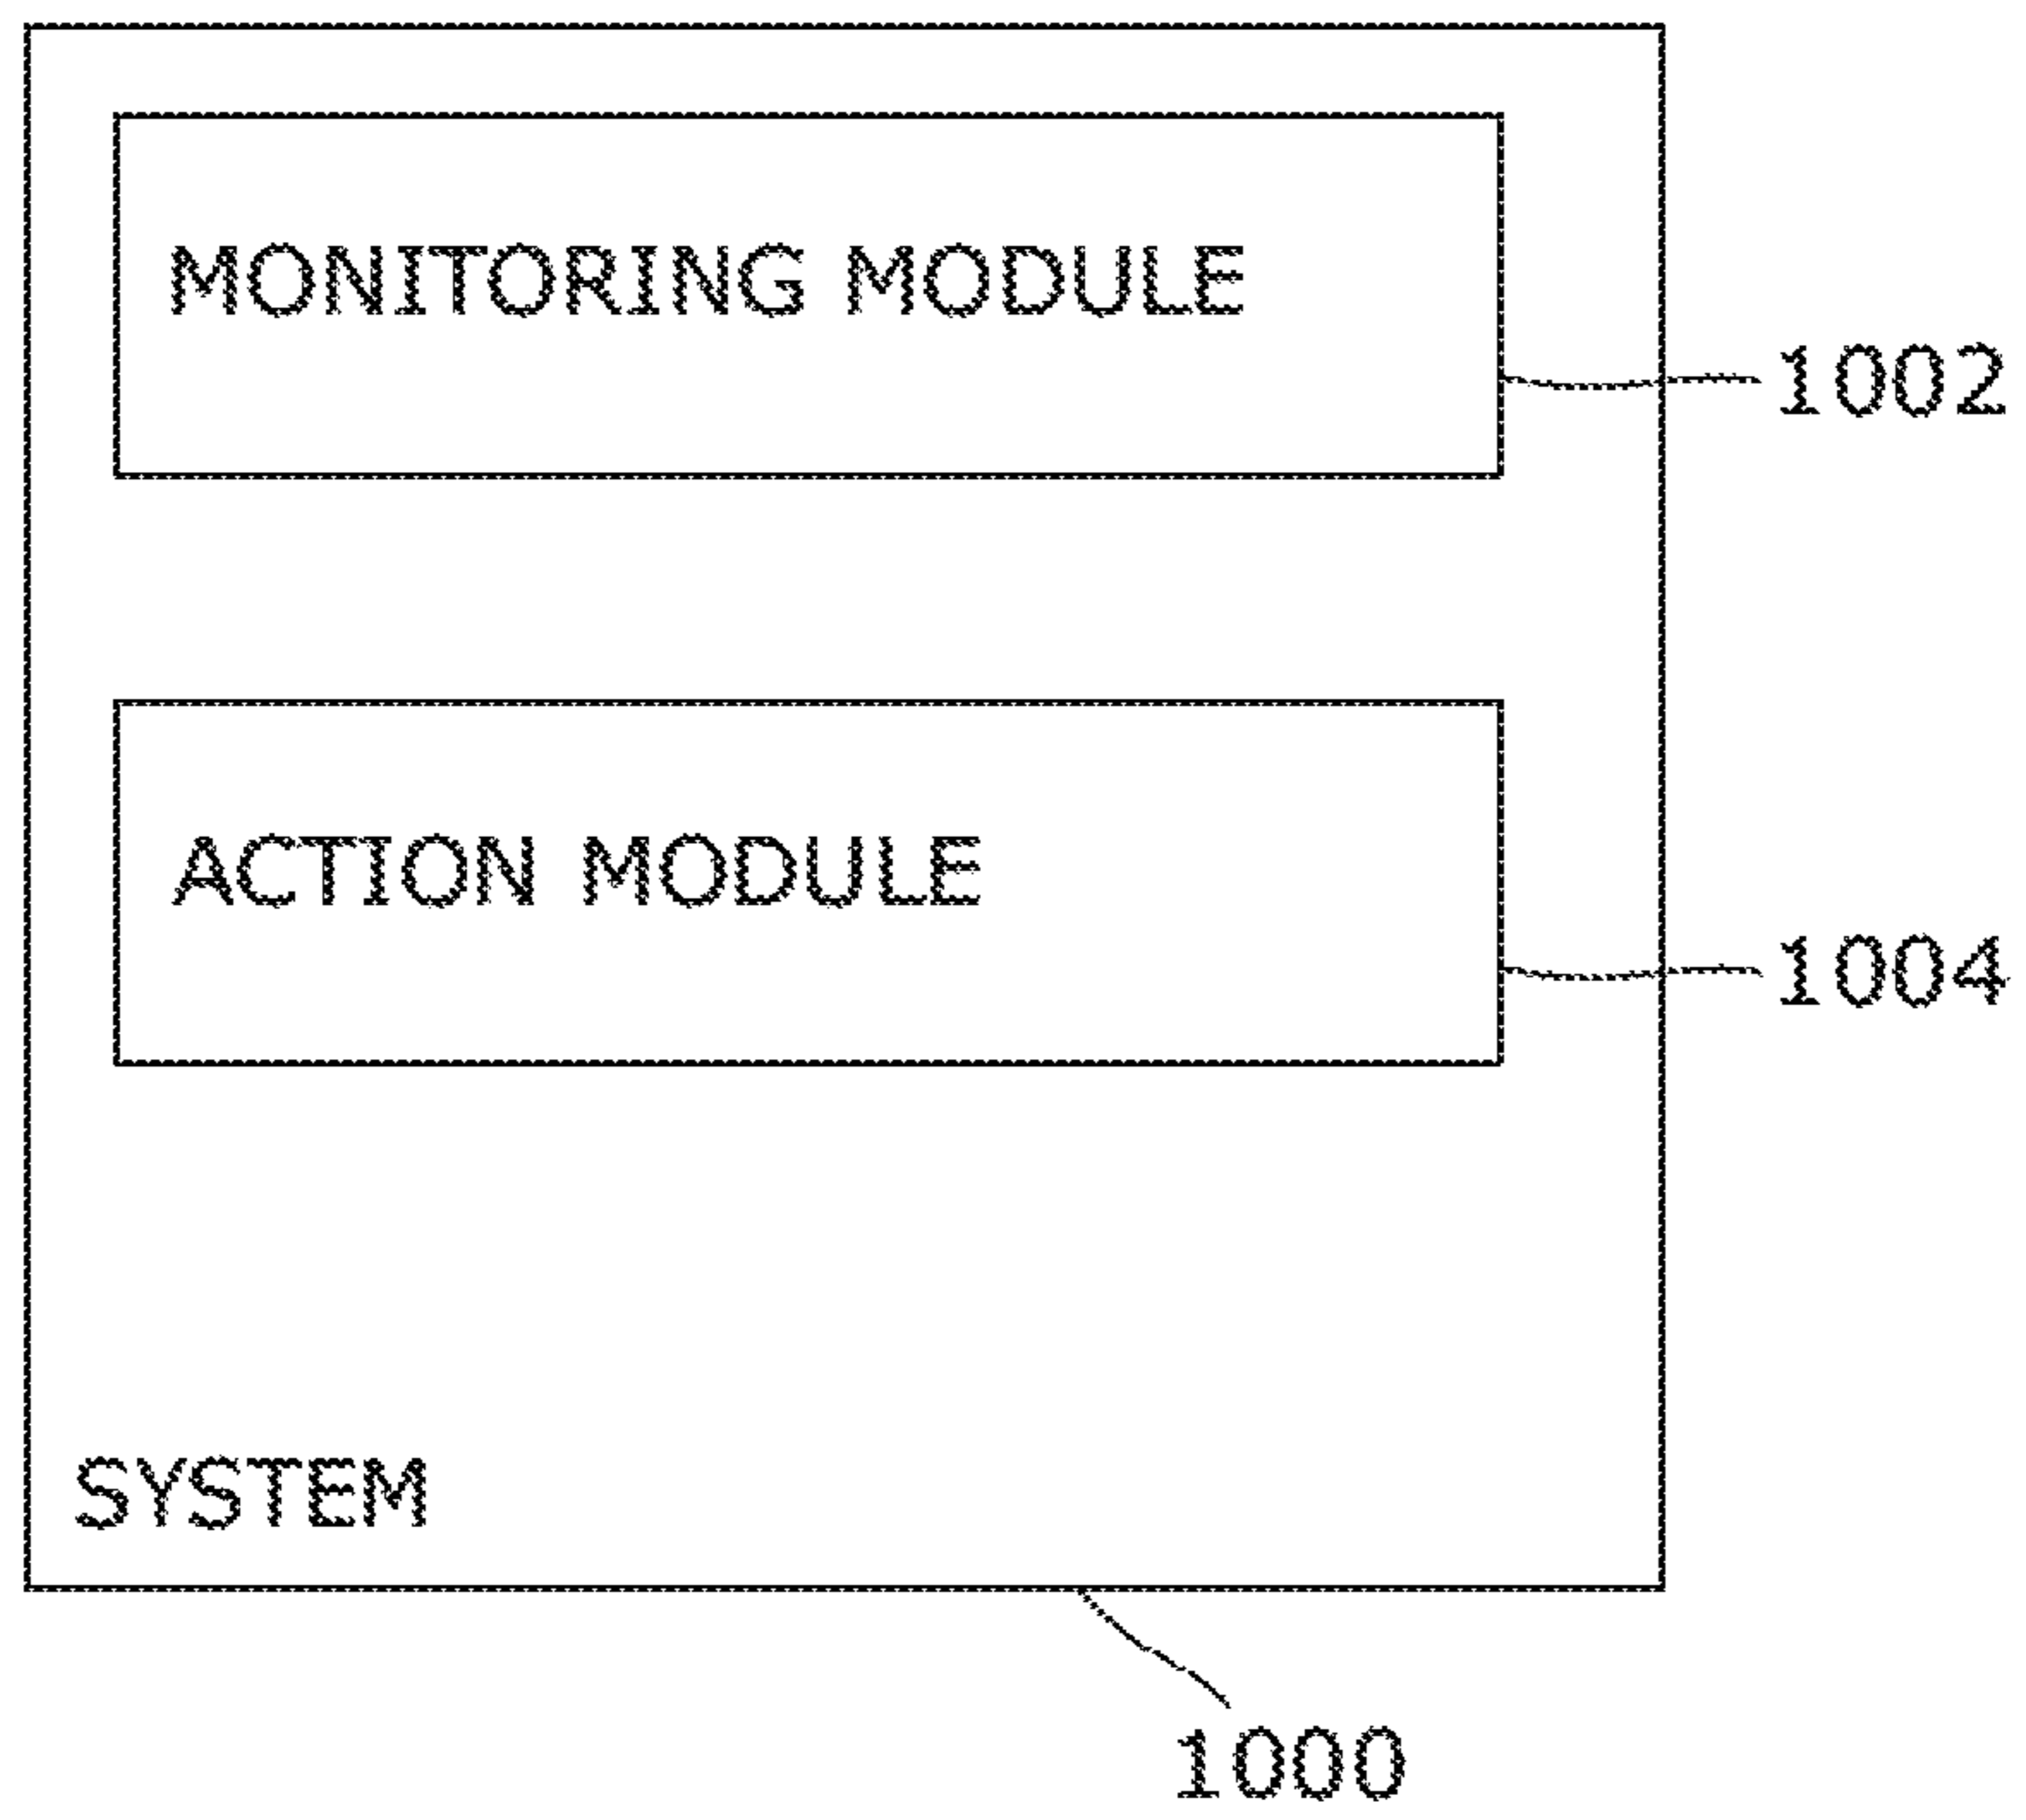 MONITORING MODULE
1002
ACTION MODULE
1004
SYSTEM
1000